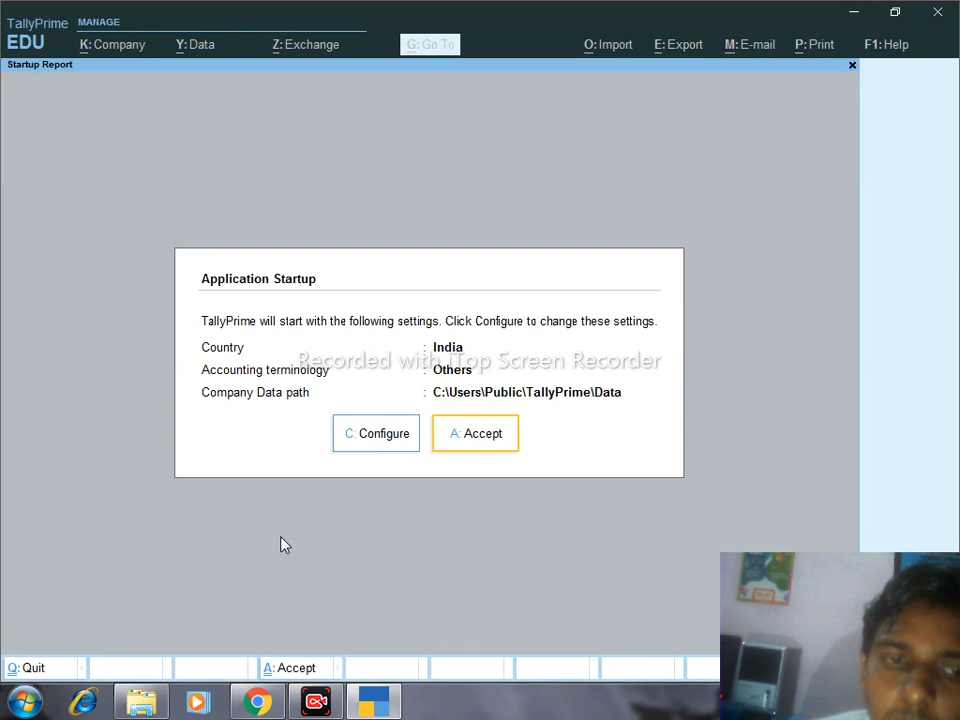 TallyPrime
EDU
MANAGE
K: Company
Y: Data
Z: Exchange
G: Go To
O: Import
E: Export
M: E-mail
P: Print
F1: Help
Startup Report
Application Startup
TallyPrime will start with the following settings. Click Configure to change these settings.
Country : India
Recorded with iTop Screen Recorder
Accounting terminology : Others
Company Data path : C:\Users\Public\TallyPrime\Data
C: Configure
A: Accept
Q: Quit
A: Accept